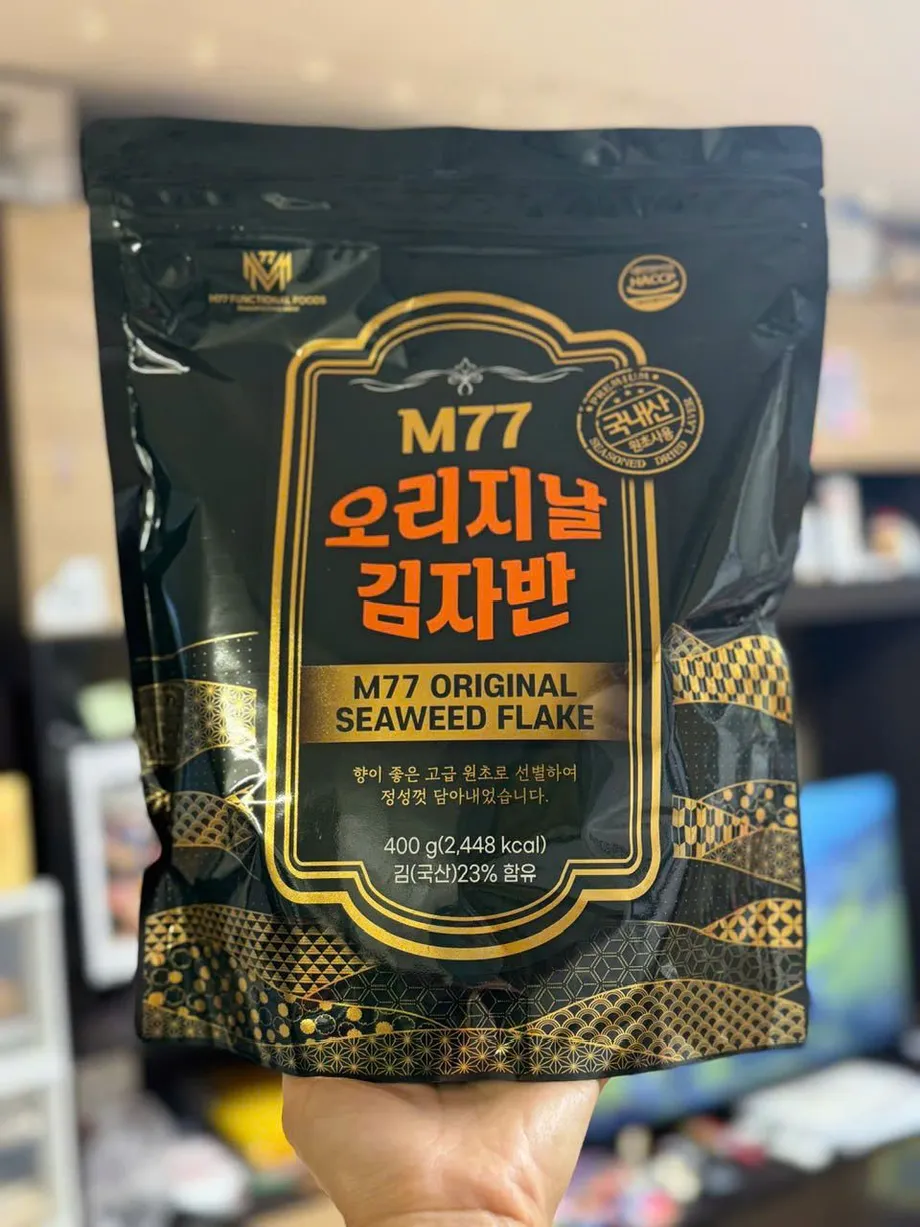 M77
M77 FUNCTIONAL FOODS
HACCP
PREMIUM
국내산
원초사용
SEASONED DRIED LAVER
M77
오리지날
김자반
M77 ORIGINAL
SEAWEED FLAKE
향이 좋은 고급 원초로 선별하여
정성껏 담아내었습니다.
400 g(2,448 kcal)
김(국산)23% 함유